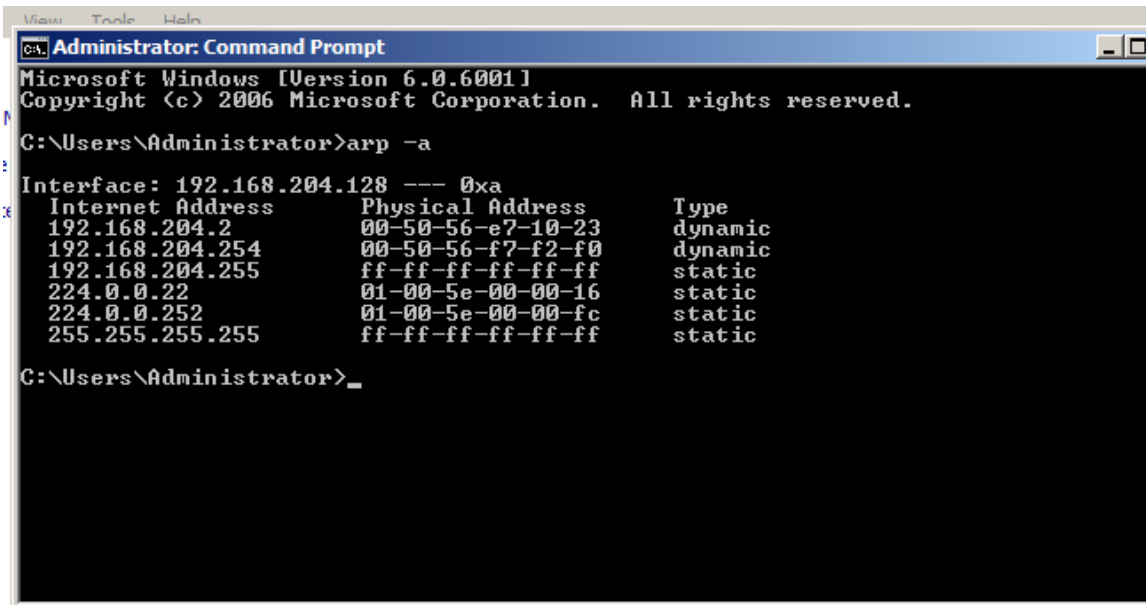 View Tools Help
Administrator: Command Prompt
Microsoft Windows [Version 6.0.6001]
Copyright (c) 2006 Microsoft Corporation.  All rights reserved.
C:\Users\Administrator>arp -a
Interface: 192.168.204.128 --- 0xa
  Internet Address      Physical Address      Type
  192.168.204.2         00-50-56-e7-10-23     dynamic
  192.168.204.254       00-50-56-f7-f2-f0     dynamic
  192.168.204.255       ff-ff-ff-ff-ff-ff     static
  224.0.0.22            01-00-5e-00-00-16     static
  224.0.0.252           01-00-5e-00-00-fc     static
  255.255.255.255       ff-ff-ff-ff-ff-ff     static
C:\Users\Administrator>_